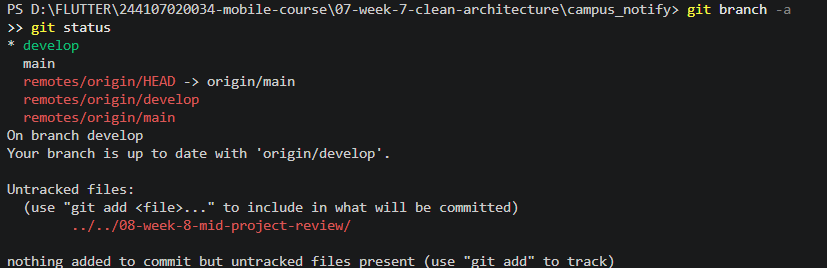 PS D:\FLUTTER\244107020034-mobile-course\07-week-7-clean-architecture\campus_notify> git branch -a
>> git status
* develop
  main
  remotes/origin/HEAD -> origin/main
  remotes/origin/develop
  remotes/origin/main
On branch develop
Your branch is up to date with 'origin/develop'.

Untracked files:
  (use "git add <file>..." to include in what will be committed)
        ../../08-week-8-mid-project-review/

nothing added to commit but untracked files present (use "git add" to track)